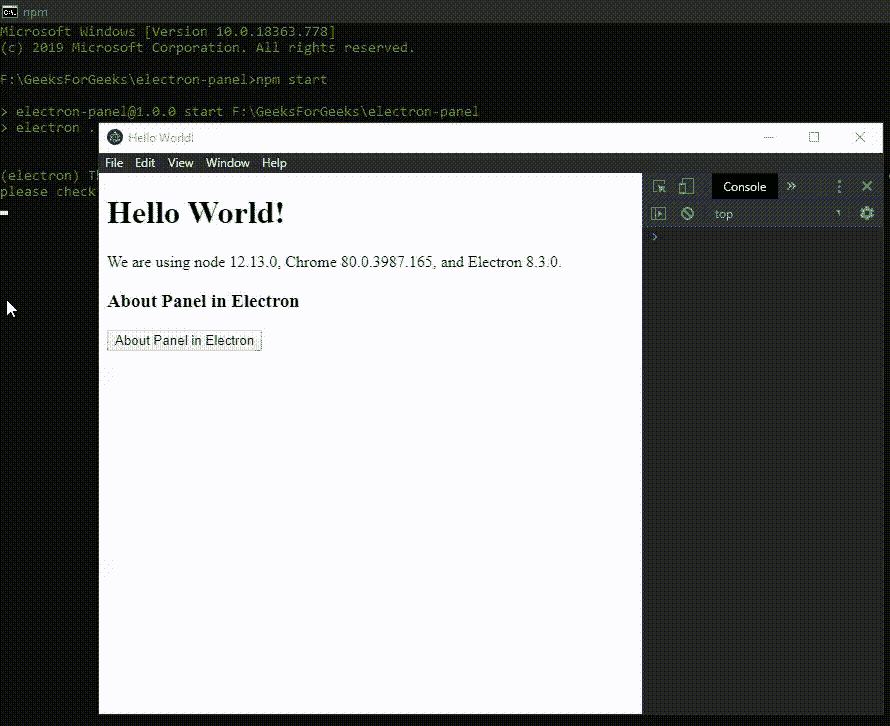 npm
Microsoft Windows [Version 10.0.18363.778]
(c) 2019 Microsoft Corporation. All rights reserved.
F:\GeeksForGeeks\electron-panel>npm start
> electron-panel@1.0.0 start F:\GeeksForGeeks\electron-panel
> electron .
(electron)
please check
Hello World!
File Edit View Window Help
Console
top
>
Hello World!
We are using node 12.13.0, Chrome 80.0.3987.165, and Electron 8.3.0.
About Panel in Electron
About Panel in Electron